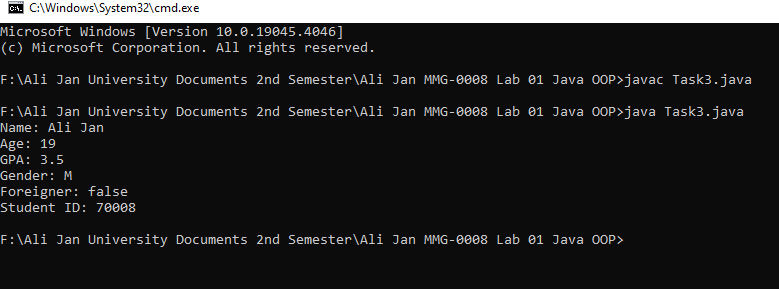 C:\Windows\System32\cmd.exe
Microsoft Windows [Version 10.0.19045.4046]
(c) Microsoft Corporation. All rights reserved.
F:\Ali Jan University Documents 2nd Semester\Ali Jan MMG-0008 Lab 01 Java OOP>javac Task3.java
F:\Ali Jan University Documents 2nd Semester\Ali Jan MMG-0008 Lab 01 Java OOP>java Task3.java
Name: Ali Jan
Age: 19
GPA: 3.5
Gender: M
Foreigner: false
Student ID: 70008
F:\Ali Jan University Documents 2nd Semester\Ali Jan MMG-0008 Lab 01 Java OOP>